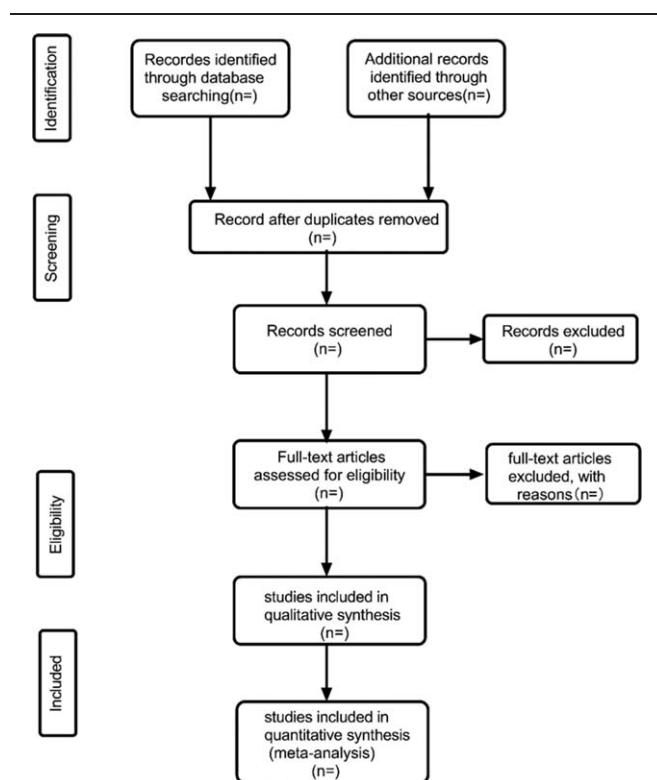 Identification
Recordes identified
through database
searching(n=)
Additional records
identified through
other sources(n=)
Screening
Record after duplicates removed
(n=)
Records screened
(n=)
Records excluded
(n=)
Eligibility
Full-text articles
assessed for eligibility
(n=)
full-text articles
excluded, with
reasons(n=)
studies included in
qualitative synthesis
(n=)
Included
studies included in
quantitative synthesis
(meta-analysis)
(n=)